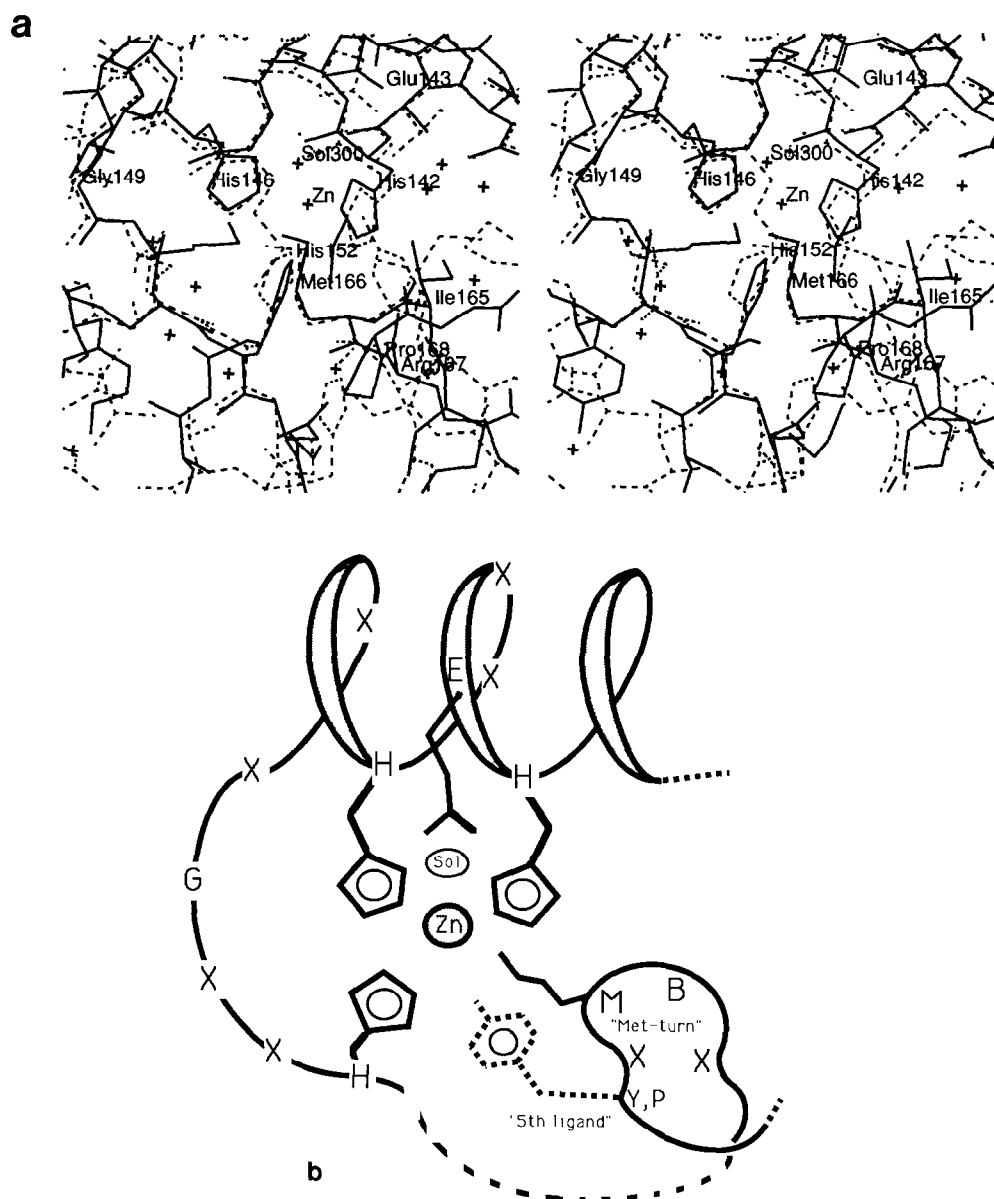 a
Glu143 Glu143
Sol300 Sol300
Gly149 His146 His142 Gly149 His146 His142
Zn Zn
His152 His152
Met166 Met166
Ile165 Ile165
Pro168 Pro168
Arg167 Arg167
X
X
E X
X H H
G
Sol
Zn
X
M B
"Met-turn"
X X
X
H
Y,P
"5th ligand"
b